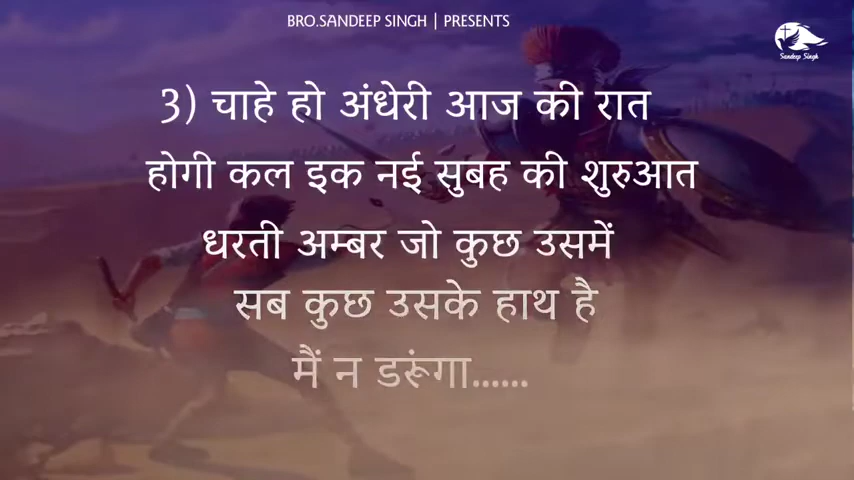 BRO.SANDEEP SINGH | PRESENTS
Sandeep Singh
3) चाहे हो अंधेरी आज की रात
होगी कल इक नई सुबह की शुरुआत
धरती अम्बर जो कुछ उसमें
सब कुछ उसके हाथ है
मैं न डरूंगा......